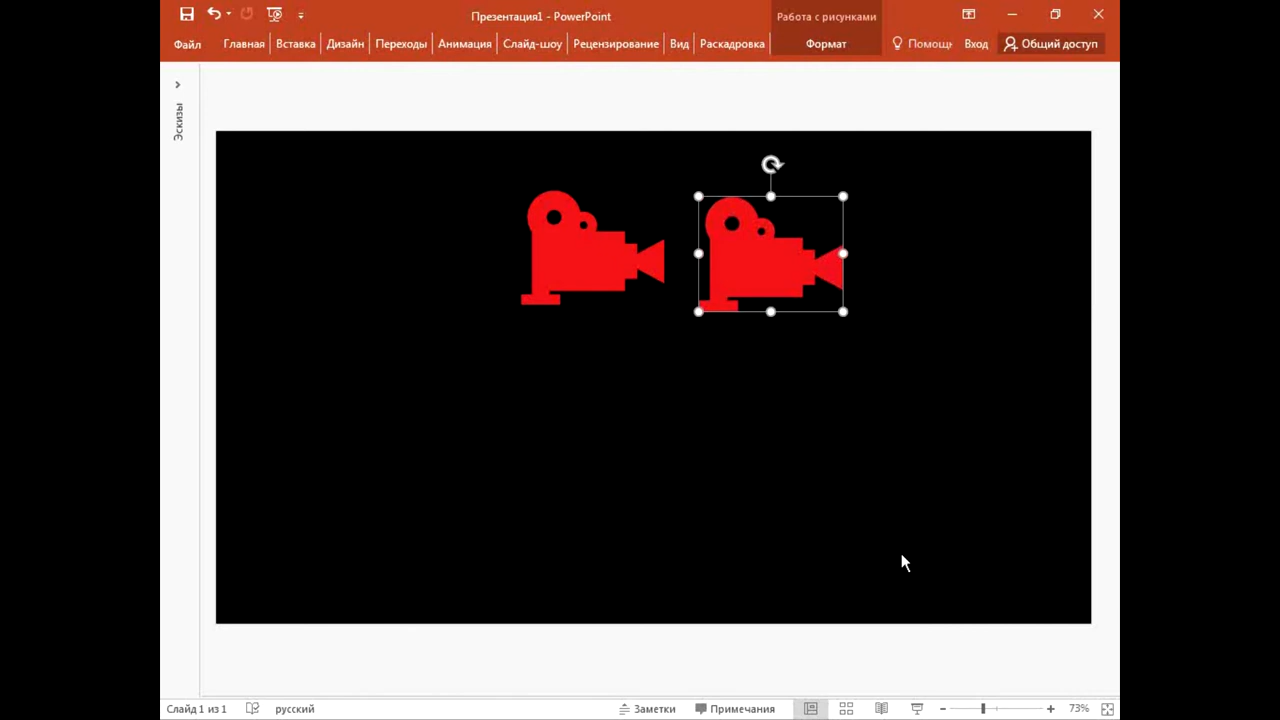 Презентация1 - PowerPoint
Работа с рисунками
Файл Главная Вставка Дизайн Переходы Анимация Слайд-шоу Рецензирование Вид Раскадровка Формат Помощь Вход Общий доступ
Эскизы
Слайд 1 из 1 русский Заметки Примечания 73%